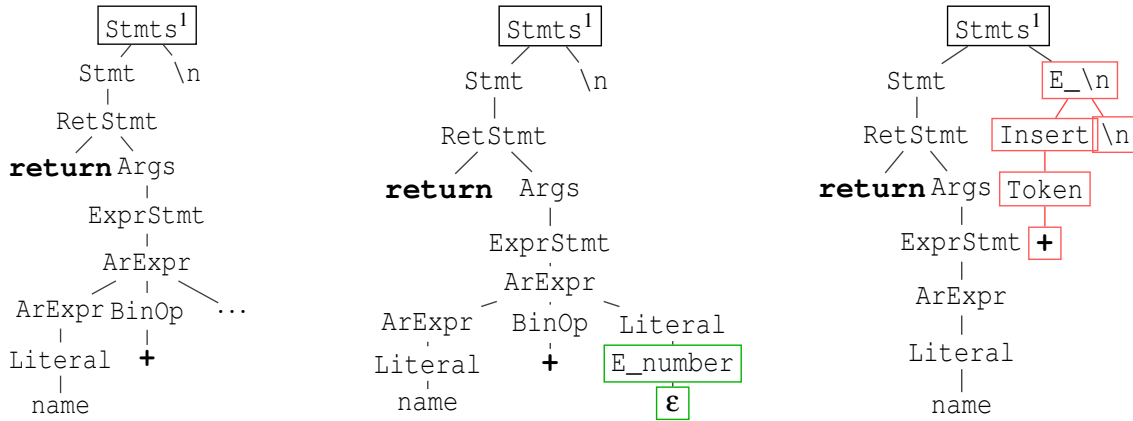 Stmts¹
Stmt \n
RetStmt
return Args
ExprStmt
ArExpr
ArExpr BinOp ...
Literal +
name
Stmts¹
Stmt \n
RetStmt
return Args
ExprStmt
ArExpr
ArExpr BinOp Literal
Literal + E_number
name ε
Stmts¹
Stmt E_\n
RetStmt Insert \n
return Args Token
ExprStmt +
ArExpr
Literal
name